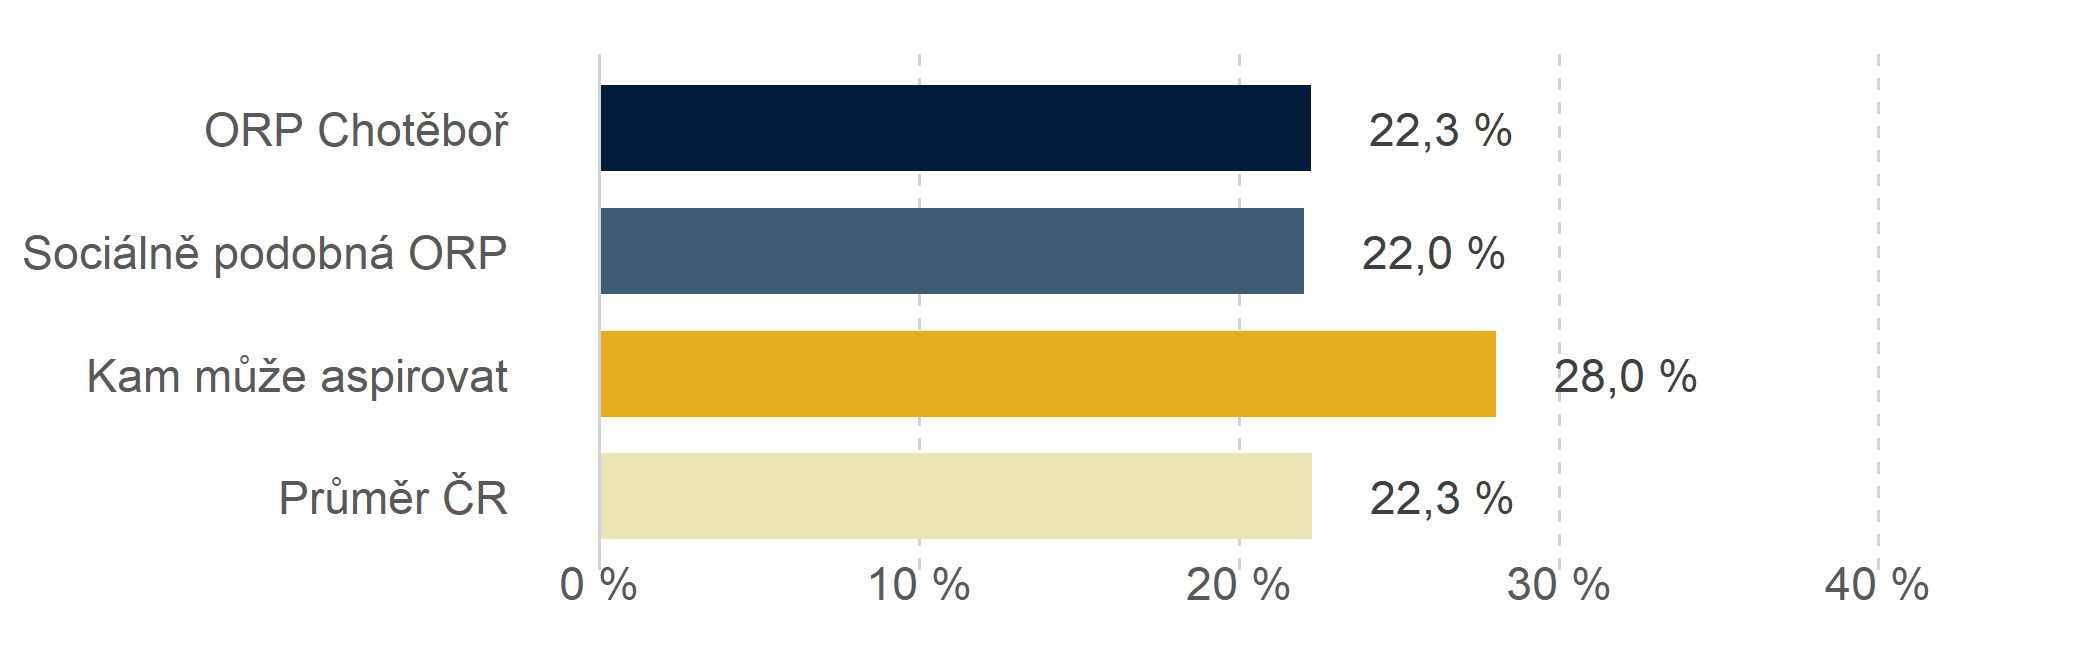 ORP Chotěboř 22,3 %
Sociálně podobná ORP 22,0 %
Kam může aspirovat 28,0 %
Průměr ČR 22,3 %
0 % 10 % 20 % 30 % 40 %